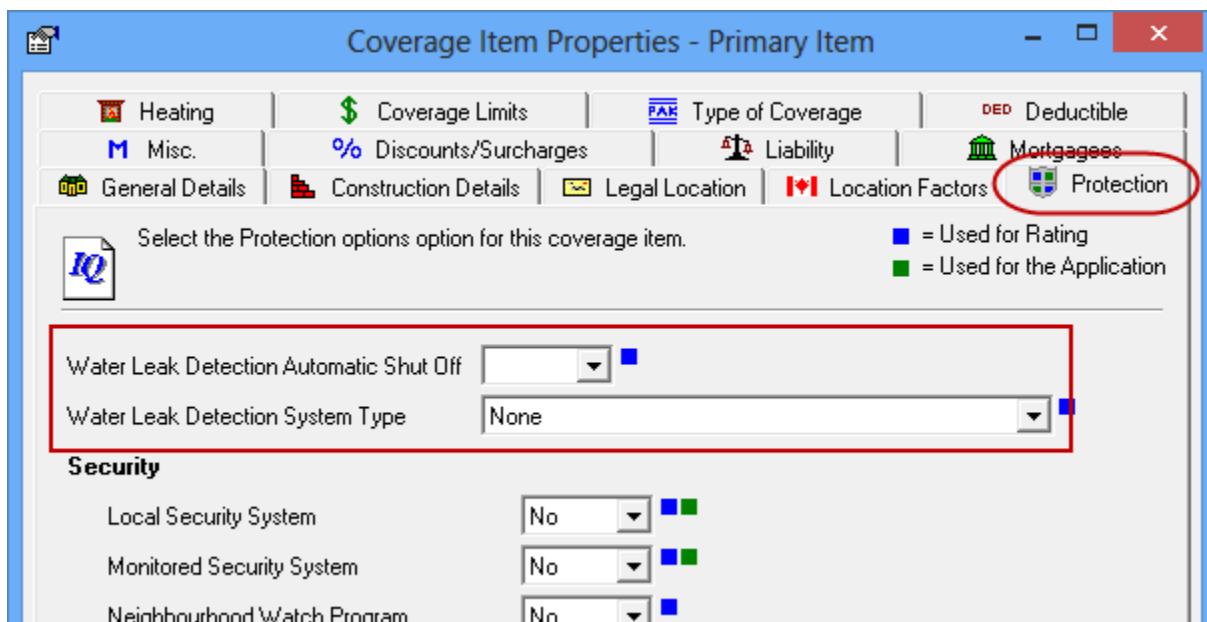 Coverage Item Properties - Primary Item
Heating $ Coverage Limits PAK Type of Coverage DED Deductible
M Misc. % Discounts/Surcharges Liability Mortgagees
General Details Construction Details Legal Location Location Factors Protection
IQ
Select the Protection options option for this coverage item.
= Used for Rating
= Used for the Application
Water Leak Detection Automatic Shut Off
Water Leak Detection System Type None
Security
Local Security System No
Monitored Security System No
Neighbourhood Watch Program No